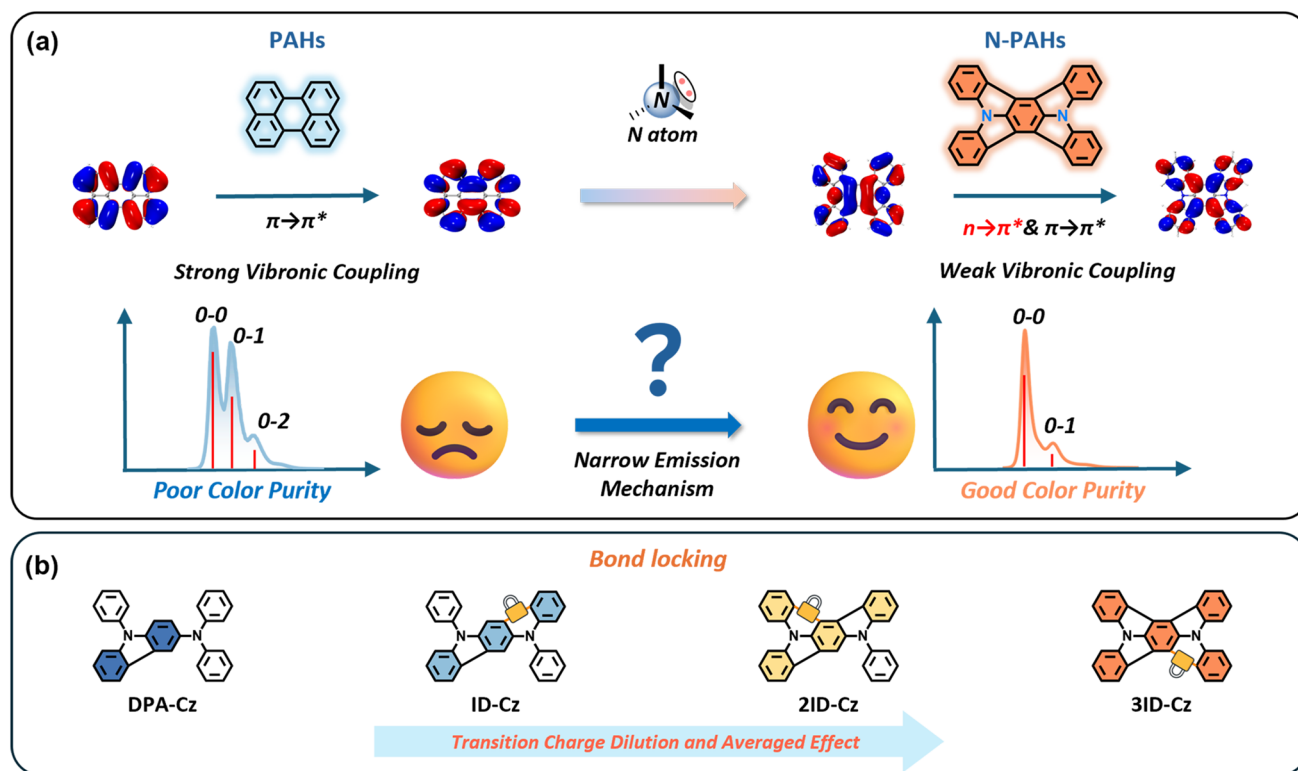 (a)
PAHs
N-PAHs
N
N atom
N
N
π→π*
n→π* & π→π*
Strong Vibronic Coupling
Weak Vibronic Coupling
0-0
0-1
0-2
?
0-0
0-1
Narrow Emission
Mechanism
Poor Color Purity
Good Color Purity
(b)
Bond locking
N
N
N
N
N
N
N
N
DPA-Cz
ID-Cz
2ID-Cz
3ID-Cz
Transition Charge Dilution and Averaged Effect